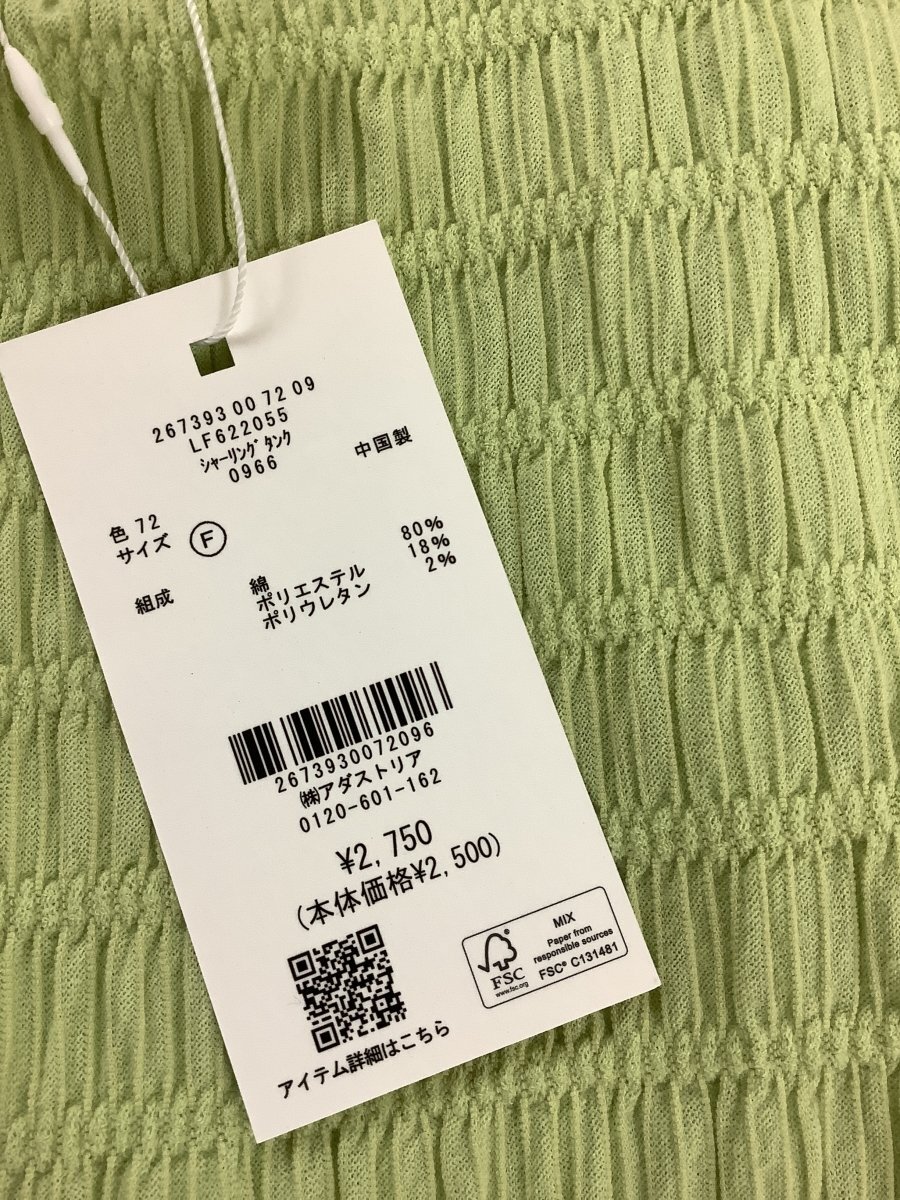 267393 00 72 09
LF622055
シャーリングタンク
0966
中国製
色 72
サイズ Ⓕ
組成 綿 80%
ポリエステル 18%
ポリウレタン 2%
2673930072096
㈱アダストリア
0120-601-162
¥2,750
(本体価格¥2,500)
FSC
www.fsc.org
MIX
Paper from
responsible sources
FSC® C131481
アイテム詳細はこちら